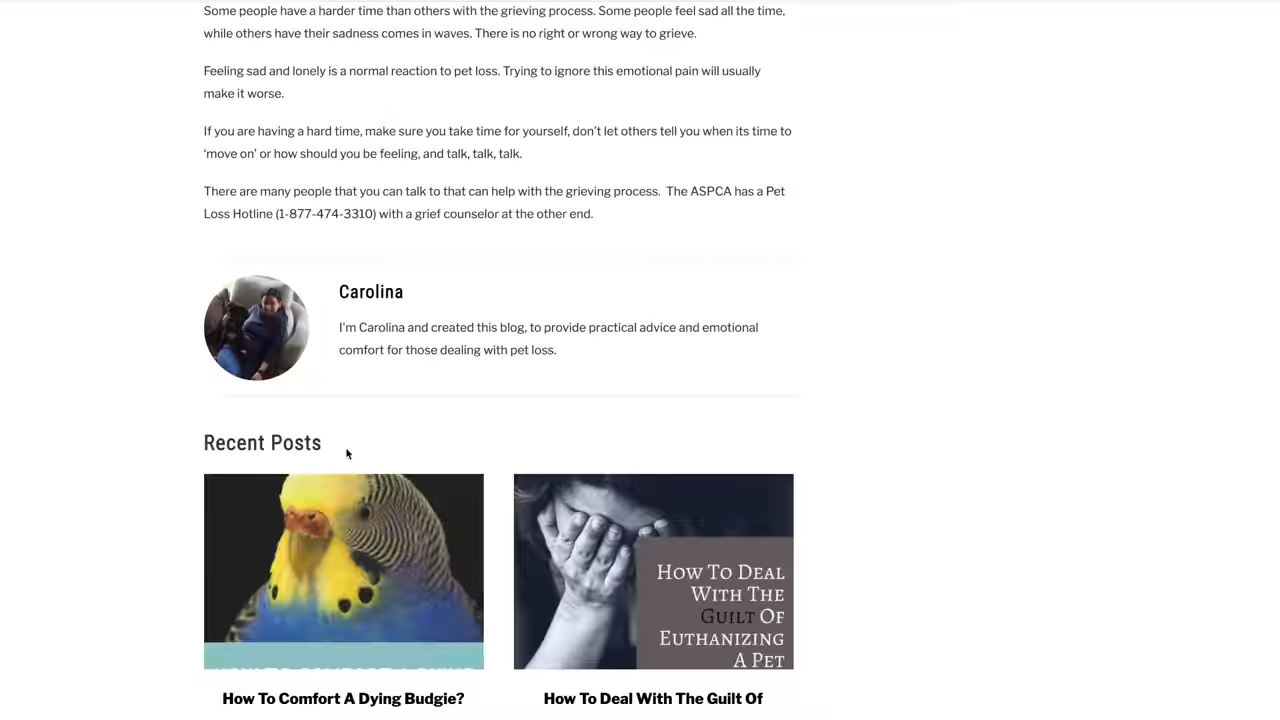 Some people have a harder time than others with the grieving process. Some people feel sad all the time,
while others have their sadness comes in waves. There is no right or wrong way to grieve.
Feeling sad and lonely is a normal reaction to pet loss. Trying to ignore this emotional pain will usually
make it worse.
If you are having a hard time, make sure you take time for yourself, don't let others tell you when its time to
‘move on’ or how should you be feeling, and talk, talk, talk.
There are many people that you can talk to that can help with the grieving process.  The ASPCA has a Pet
Loss Hotline (1-877-474-3310) with a grief counselor at the other end.
Carolina
I'm Carolina and created this blog, to provide practical advice and emotional
comfort for those dealing with pet loss.
Recent Posts
How To Deal
With The
Guilt Of
Euthanizing
A Pet
How To Comfort A Dying Budgie?
How To Deal With The Guilt Of